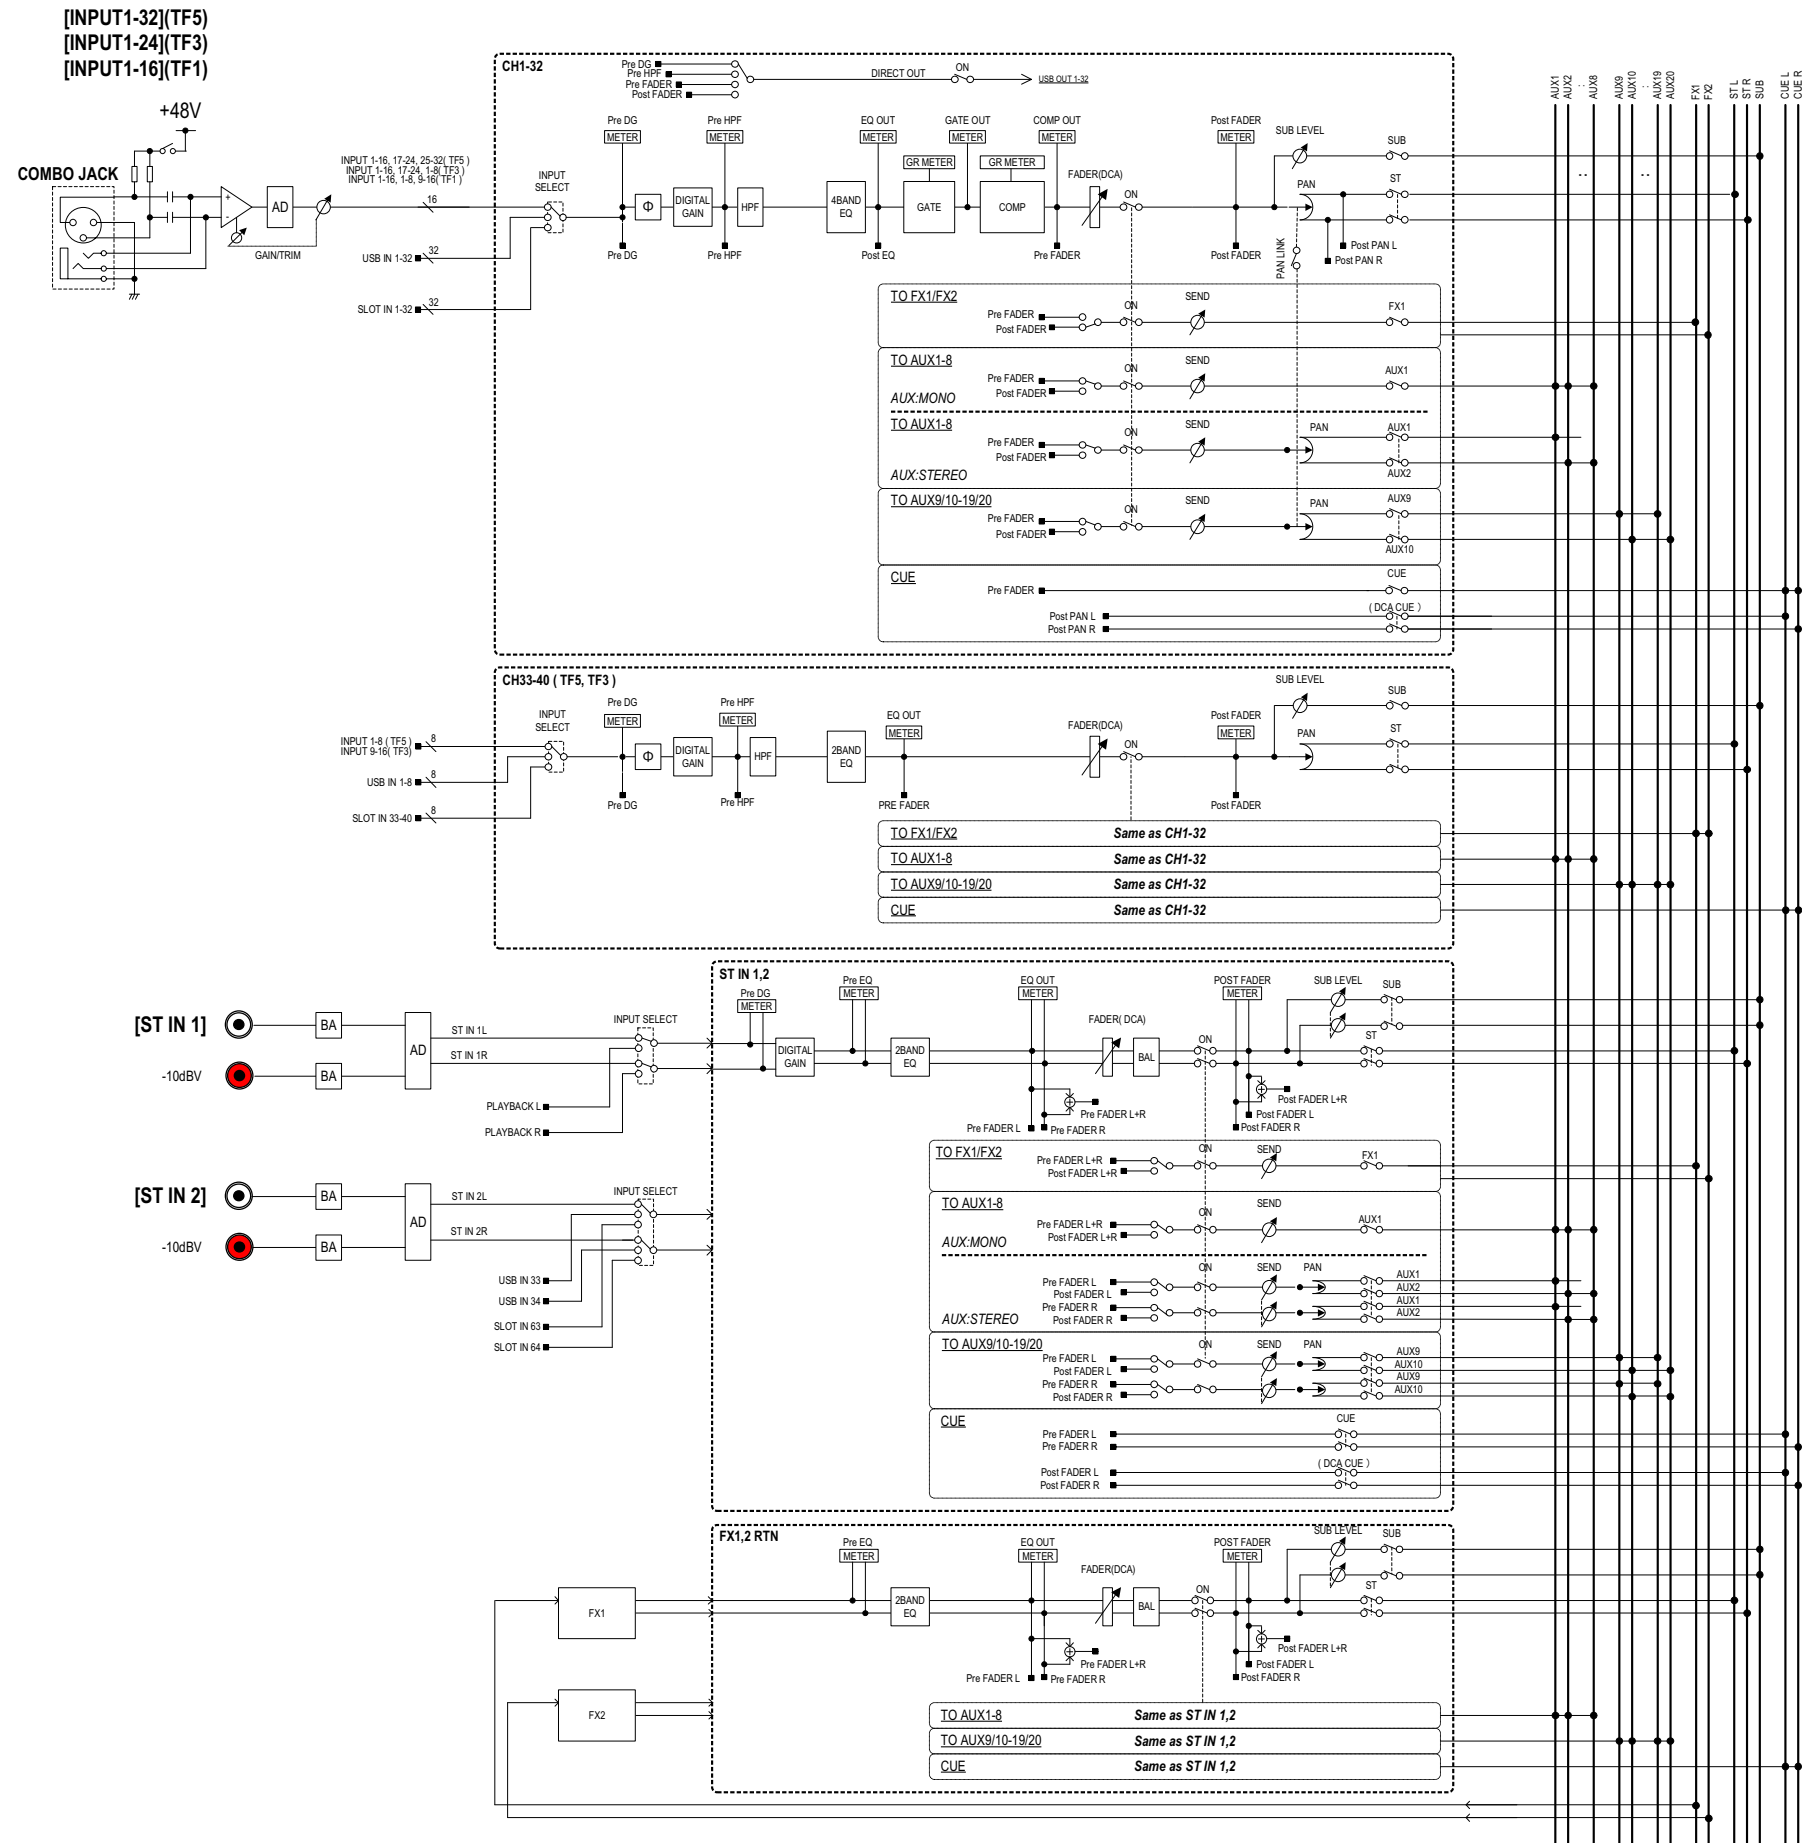 [INPUT1-32](TF5)
[INPUT1-24](TF3)
[INPUT1-16](TF1)
+48V
COMBO JACK
+
-
AD
GAIN/TRIM
INPUT 1-16, 17-24, 25-32( TF5 )
INPUT 1-16, 17-24, 1-8( TF3 )
INPUT 1-16, 1-8, 9-16( TF1 )
16
USB IN 1-32
32
SLOT IN 1-32
32
AUX1
AUX2
AUX8
AUX9
AUX10
AUX19
AUX20
FX1
FX2
ST L
ST R
SUB
CUE L
CUE R
CH1-32
Pre DG
Pre HPF
Pre FADER
Post FADER
DIRECT OUT
ON
USB OUT 1-32
INPUT
SELECT
Pre DG
METER
Pre DG
Φ
DIGITAL
GAIN
Pre HPF
METER
Pre HPF
HPF
4BAND
EQ
EQ OUT
METER
Post EQ
GR METER
GATE
GATE OUT
METER
GR METER
COMP
COMP OUT
METER
Pre FADER
FADER(DCA)
ON
Post FADER
METER
Post FADER
SUB LEVEL
SUB
PAN
ST
Post PAN L
Post PAN R
PAN LINK
TO FX1/FX2
Pre FADER
Post FADER
ON
SEND
FX1
TO AUX1-8
AUX:MONO
Pre FADER
Post FADER
ON
SEND
AUX1
TO AUX1-8
AUX:STEREO
Pre FADER
Post FADER
ON
SEND
PAN
AUX1
AUX2
TO AUX9/10-19/20
Pre FADER
Post FADER
ON
SEND
PAN
AUX9
AUX10
CUE
Pre FADER
CUE
Post PAN L
Post PAN R
( DCA CUE )
CH33-40 ( TF5, TF3 )
INPUT 1-8 ( TF5 )
INPUT 9-16( TF3)
8
USB IN 1-8
8
SLOT IN 33-40
8
INPUT
SELECT
Pre DG
METER
Pre DG
Φ
DIGITAL
GAIN
Pre HPF
METER
Pre HPF
HPF
2BAND
EQ
EQ OUT
METER
PRE FADER
FADER(DCA)
ON
Post FADER
METER
Post FADER
SUB LEVEL
SUB
PAN
ST
TO FX1/FX2 Same as CH1-32
TO AUX1-8 Same as CH1-32
TO AUX9/10-19/20 Same as CH1-32
CUE Same as CH1-32
[ST IN 1]
-10dBV
BA
BA
AD
ST IN 1L
ST IN 1R
PLAYBACK L
PLAYBACK R
INPUT SELECT
[ST IN 2]
-10dBV
BA
BA
AD
ST IN 2L
ST IN 2R
USB IN 33
USB IN 34
SLOT IN 63
SLOT IN 64
INPUT SELECT
ST IN 1,2
Pre DG
METER
DIGITAL
GAIN
Pre EQ
METER
2BAND
EQ
EQ OUT
METER
Pre FADER L+R
Pre FADER L
Pre FADER R
FADER( DCA)
BAL
ON
POST FADER
METER
Post FADER L+R
Post FADER L
Post FADER R
SUB LEVEL
SUB
ST
TO FX1/FX2
Pre FADER L+R
Post FADER L+R
ON
SEND
FX1
TO AUX1-8
AUX:MONO
Pre FADER L+R
Post FADER L+R
ON
SEND
AUX1
AUX:STEREO
Pre FADER L
Post FADER L
Pre FADER R
Post FADER R
ON
SEND
PAN
AUX1
AUX2
AUX1
AUX2
TO AUX9/10-19/20
Pre FADER L
Post FADER L
Pre FADER R
Post FADER R
ON
SEND
PAN
AUX9
AUX10
AUX9
AUX10
CUE
Pre FADER L
Pre FADER R
CUE
Post FADER L
Post FADER R
( DCA CUE )
FX1,2 RTN
FX1
FX2
Pre EQ
METER
2BAND
EQ
EQ OUT
METER
Pre FADER L+R
Pre FADER L
Pre FADER R
FADER(DCA)
BAL
ON
POST FADER
METER
Post FADER L+R
Post FADER L
Post FADER R
SUB LEVEL
SUB
ST
TO AUX1-8 Same as ST IN 1,2
TO AUX9/10-19/20 Same as ST IN 1,2
CUE Same as ST IN 1,2